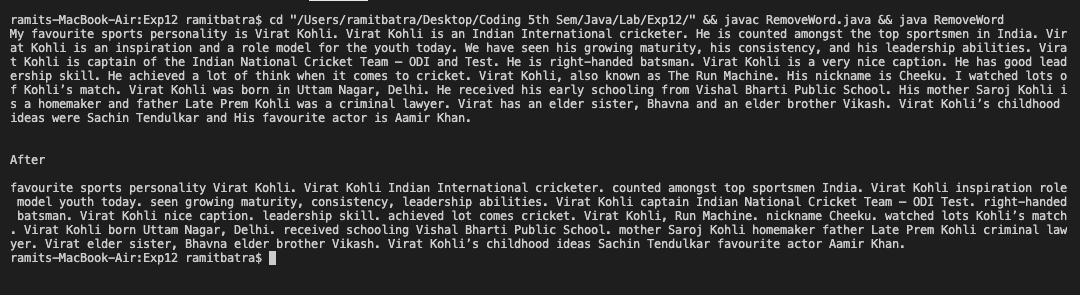 ramits-MacBook-Air:Exp12 ramitbatra$ cd "/Users/ramitbatra/Desktop/Coding 5th Sem/Java/Lab/Exp12/" && javac RemoveWord.java && java RemoveWord
My favourite sports personality is Virat Kohli. Virat Kohli is an Indian International cricketer. He is counted amongst the top sportsmen in India. Vir
at Kohli is an inspiration and a role model for the youth today. We have seen his growing maturity, his consistency, and his leadership abilities. Vira
t Kohli is captain of the Indian National Cricket Team – ODI and Test. He is right-handed batsman. Virat Kohli is a very nice caption. He has good lead
ership skill. He achieved a lot of think when it comes to cricket. Virat Kohli, also known as The Run Machine. His nickname is Cheeku. I watched lots o
f Kohli’s match. Virat Kohli was born in Uttam Nagar, Delhi. He received his early schooling from Vishal Bharti Public School. His mother Saroj Kohli i
s a homemaker and father Late Prem Kohli was a criminal lawyer. Virat has an elder sister, Bhavna and an elder brother Vikash. Virat Kohli’s childhood
ideas were Sachin Tendulkar and His favourite actor is Aamir Khan.
After
favourite sports personality Virat Kohli. Virat Kohli Indian International cricketer. counted amongst top sportsmen India. Virat Kohli inspiration role
model youth today. seen growing maturity, consistency, leadership abilities. Virat Kohli captain Indian National Cricket Team – ODI Test. right-handed
batsman. Virat Kohli nice caption. leadership skill. achieved lot comes cricket. Virat Kohli, Run Machine. nickname Cheeku. watched lots Kohli’s match
. Virat Kohli born Uttam Nagar, Delhi. received schooling Vishal Bharti Public School. mother Saroj Kohli homemaker father Late Prem Kohli criminal law
yer. Virat elder sister, Bhavna elder brother Vikash. Virat Kohli’s childhood ideas Sachin Tendulkar favourite actor Aamir Khan.
ramits-MacBook-Air:Exp12 ramitbatra$